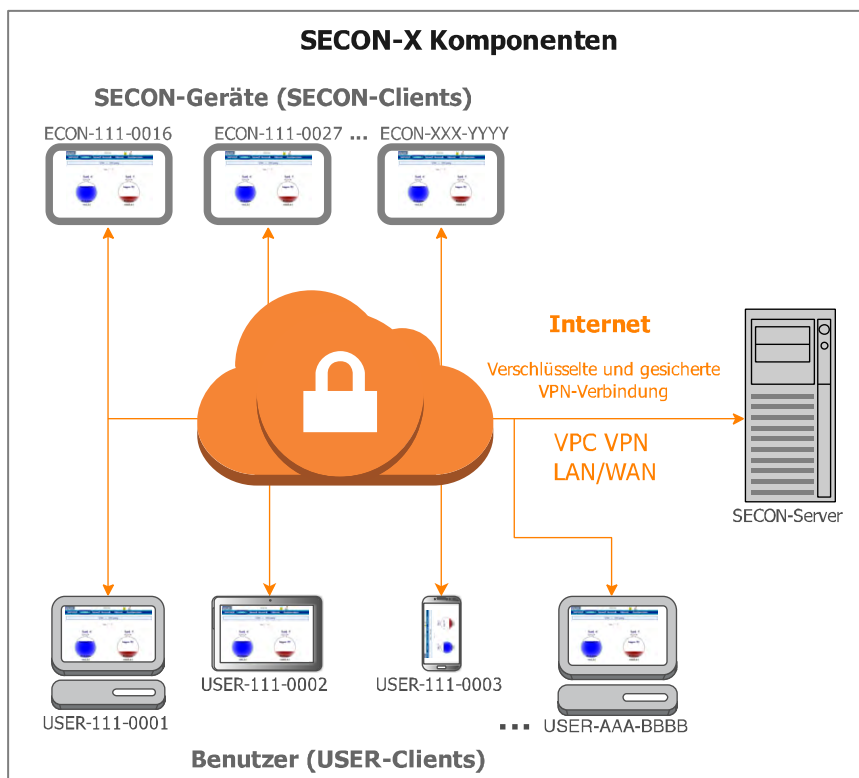 SECON-X Komponenten
SECON-Geräte (SECON-Clients)
ECON-111-0016
ECON-111-0027 ... ECON-XXX-YYYY
Internet
Verschlüsselte und gesicherte
VPN-Verbindung
VPC VPN
LAN/WAN
SECON-Server
USER-111-0001
USER-111-0002
USER-111-0003
... USER-AAA-BBBB
Benutzer (USER-Clients)